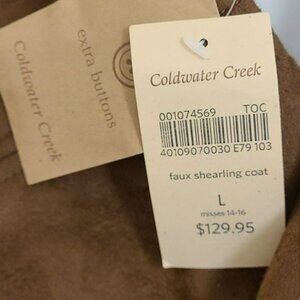 extra buttons
Coldwater Creek
Coldwater Creek
001074569 TOC
40109070030 E79 103
faux shearling coat
L
misses 14-16
$129.95